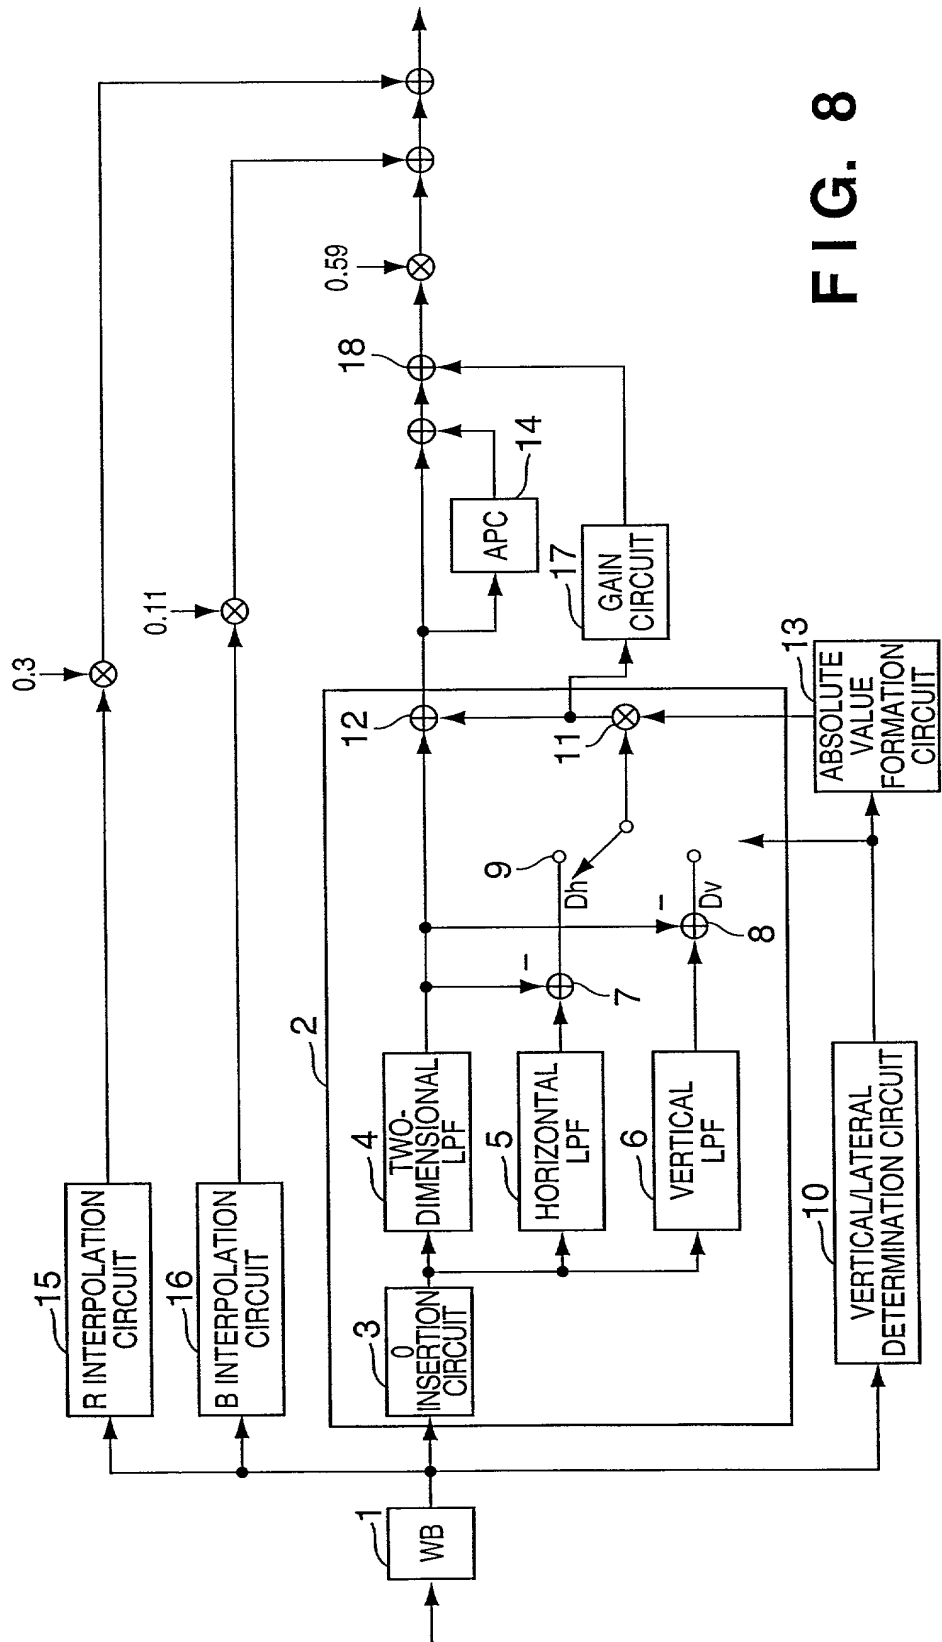 0.3
0.11
0.59
15
R INTERPOLATION
CIRCUIT
16
B INTERPOLATION
CIRCUIT
1
WB
2
3
0
INSERTION
CIRCUIT
4
TWO-
DIMENSIONAL
LPF
5
HORIZONTAL
LPF
6
VERTICAL
LPF
−
7
−
8
Dh
9
Dv
11
12
10
VERTICAL/LATERAL
DETERMINATION CIRCUIT
13
ABSOLUTE
VALUE
FORMATION
CIRCUIT
APC
14
17
GAIN
CIRCUIT
18
FIG. 8